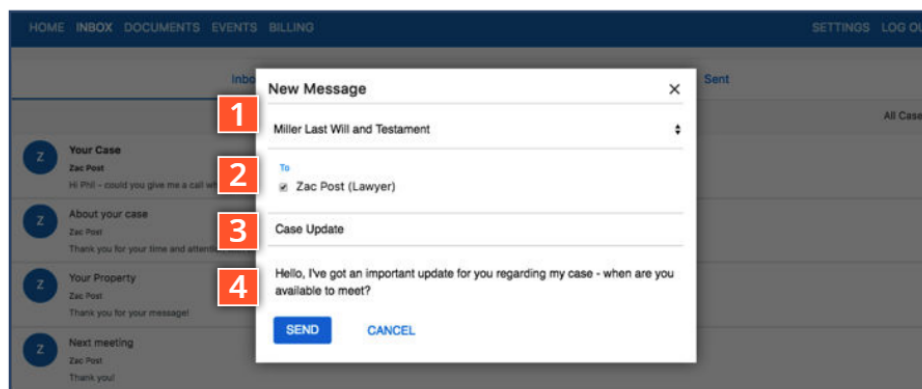 HOME INBOX DOCUMENTS EVENTS BILLING SETTINGS LOG OU
Inbo Sent
All Case
New Message
1
Miller Last Will and Testament
2
To
Zac Post (Lawyer)
3
Case Update
4
Hello, I've got an important update for you regarding my case - when are you
available to meet?
SEND CANCEL
Z
Your Case
Zac Post
Hi Phil - could you give me a call wh
Z
About your case
Zac Post
Thank you for your time and attenti
Z
Your Property
Zac Post
Thank you for your message!
Z
Next meeting
Zac Post
Thank you!